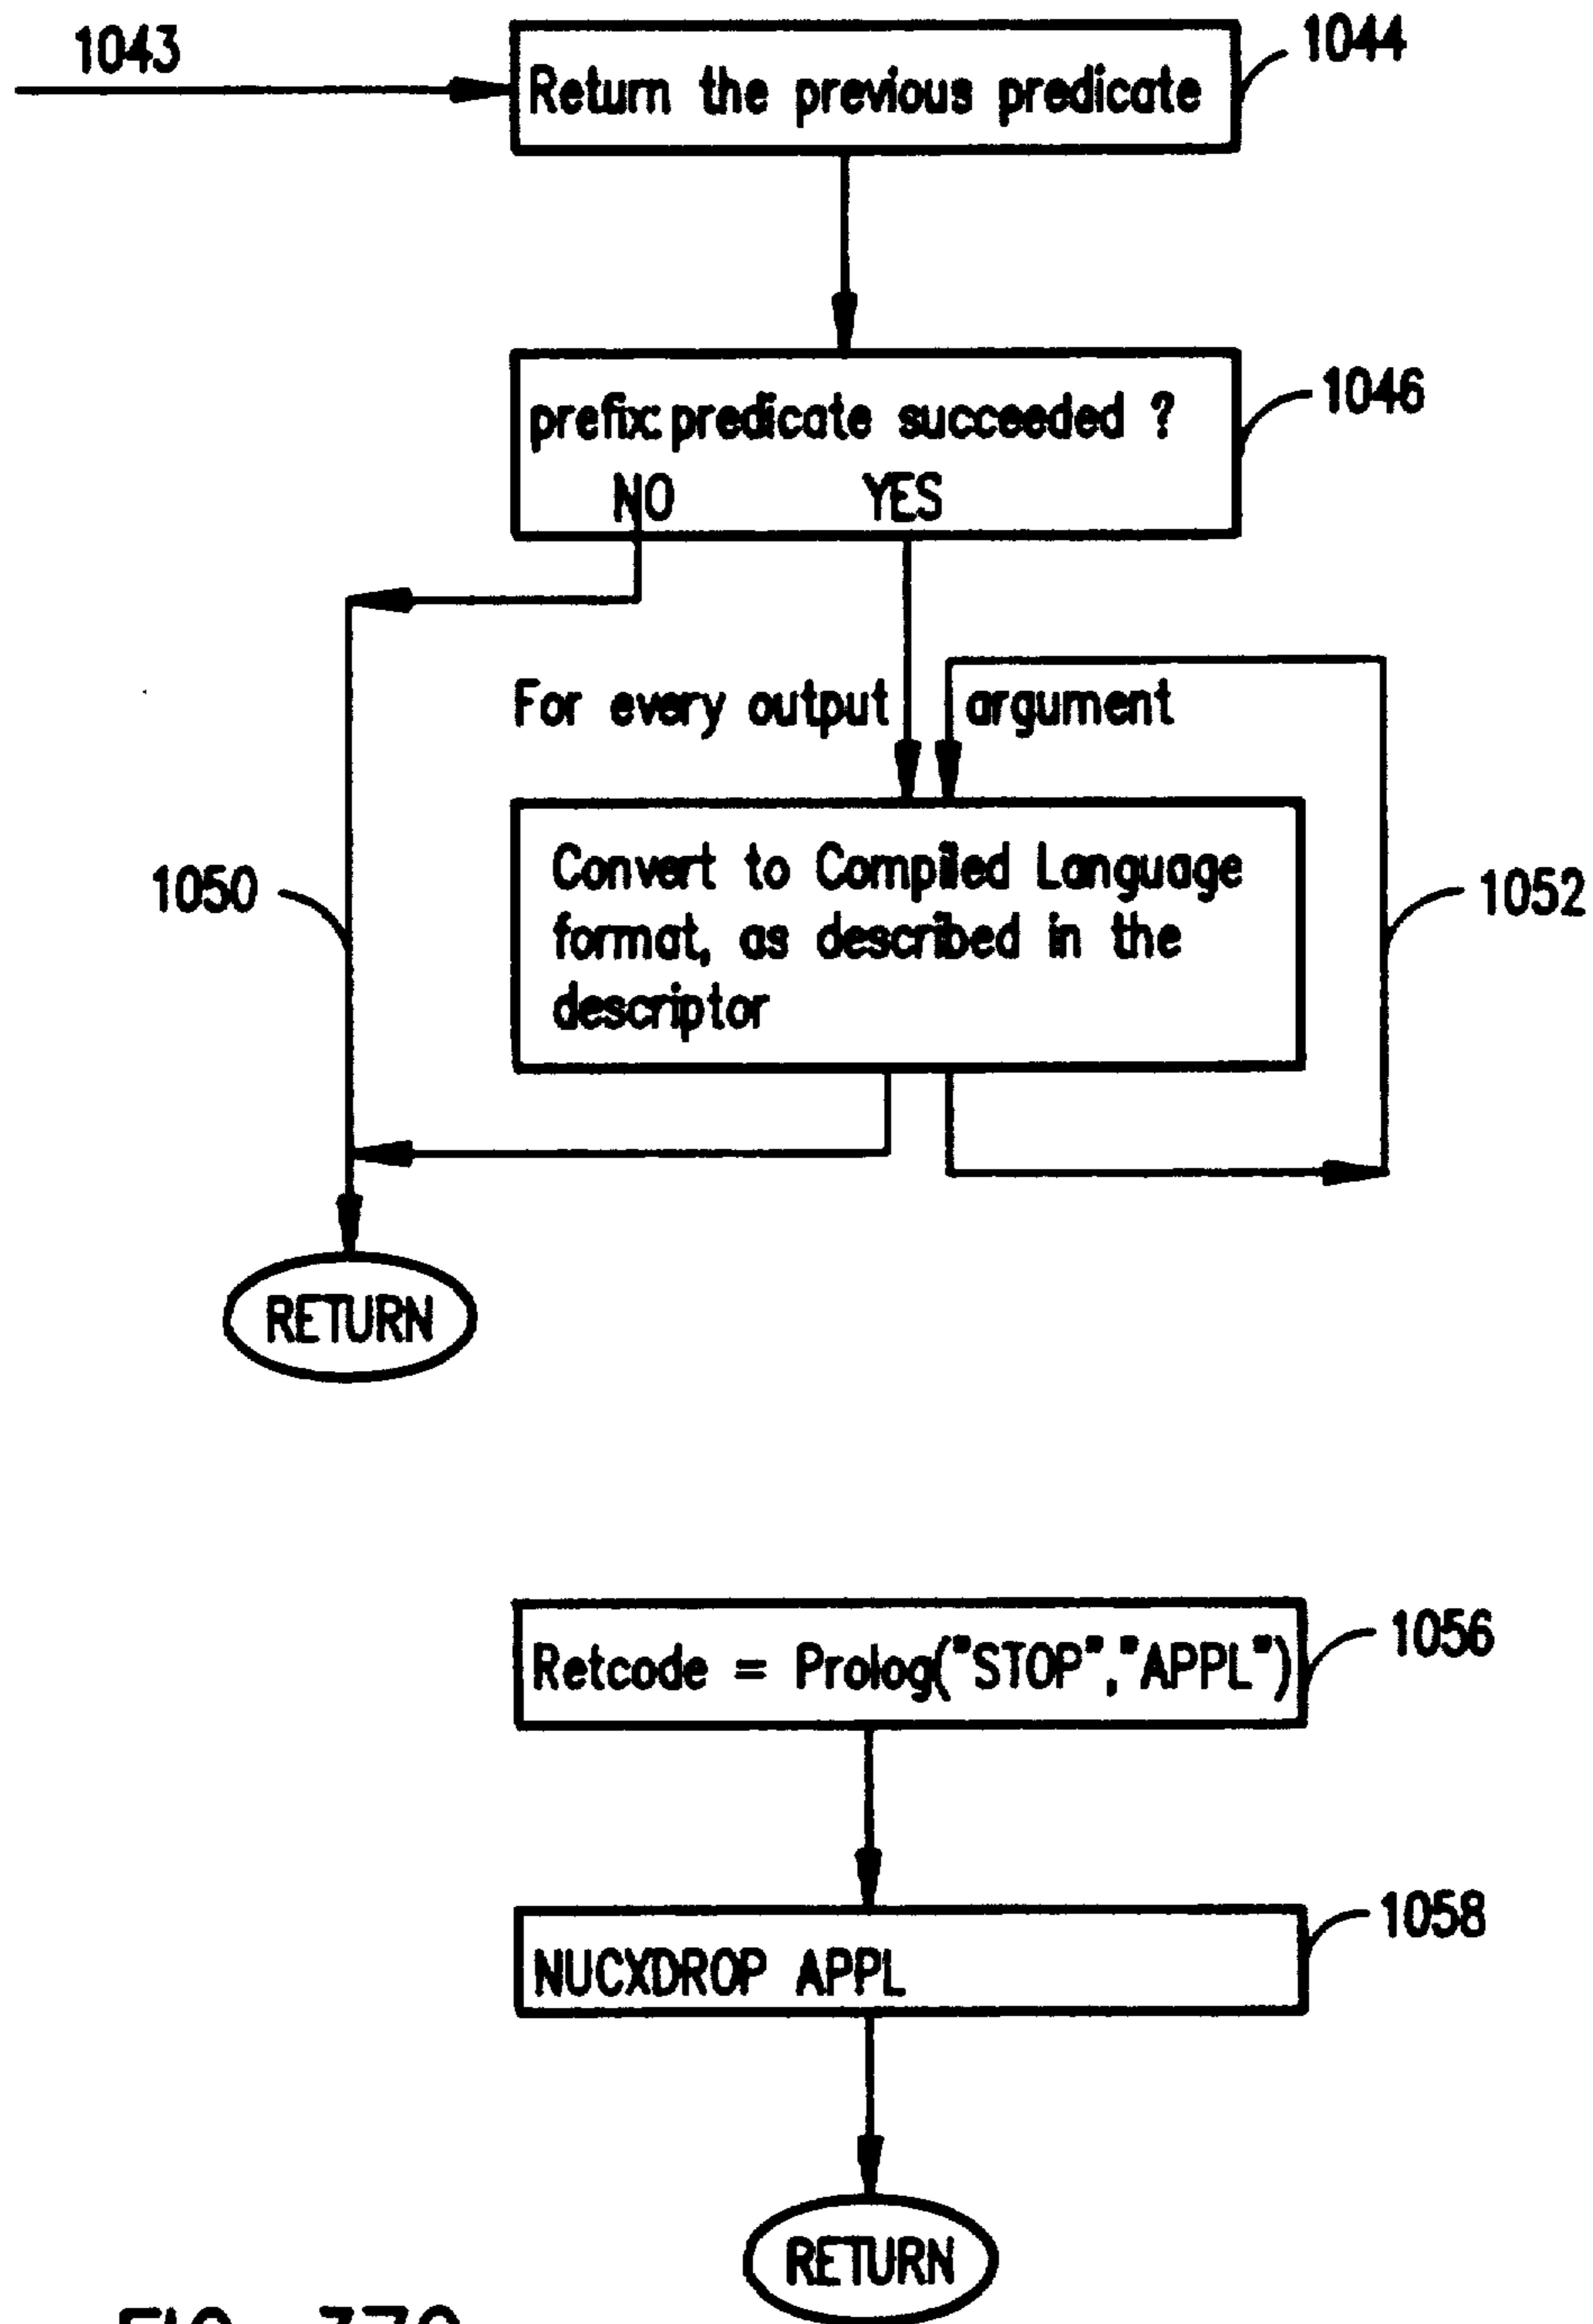 1043
1044
Return the previous predicate
1046
prefix:predicate succeeded ?
NO YES
For every output argument
Convert to Compiled Language
format, as described in the
descriptor
1050
1052
RETURN
1056
Retcode = Prolog("STOP","APPL")
1058
NUCXDROP APPL
RETURN